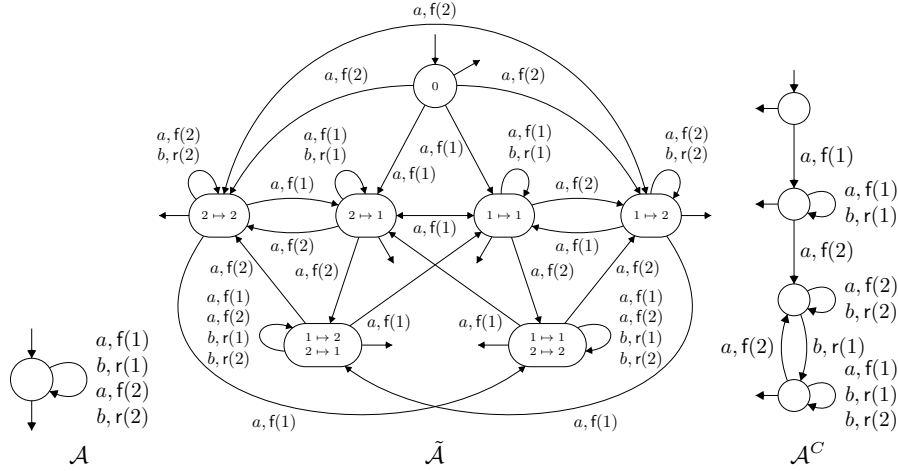 a, f(2)
a, f(2)
0
a, f(2)
a, f(2)
b, r(2)
a, f(1)
b, r(1)
a, f(1)
b, r(1)
a, f(2)
b, r(2)
a, f(1)
a, f(1)
a, f(1)
a, f(2)
2 ↦ 2
2 ↦ 1
1 ↦ 1
1 ↦ 2
a, f(2)
a, f(1)
a, f(1)
a, f(2)
a, f(2)
a, f(2)
a, f(2)
a, f(1)
a, f(2)
b, r(1)
b, r(2)
1 ↦ 2
2 ↦ 1
a, f(1)
a, f(1)
1 ↦ 1
2 ↦ 2
a, f(1)
a, f(2)
b, r(1)
b, r(2)
a, f(1)
a, f(1)
a, f(1)
b, r(1)
a, f(2)
b, r(2)
a, f(1)
a, f(1)
b, r(1)
a, f(2)
a, f(2)
b, r(2)
a, f(2)
b, r(1)
a, f(1)
b, r(1)
b, r(2)
𝒜
𝒜̃
𝒜^C